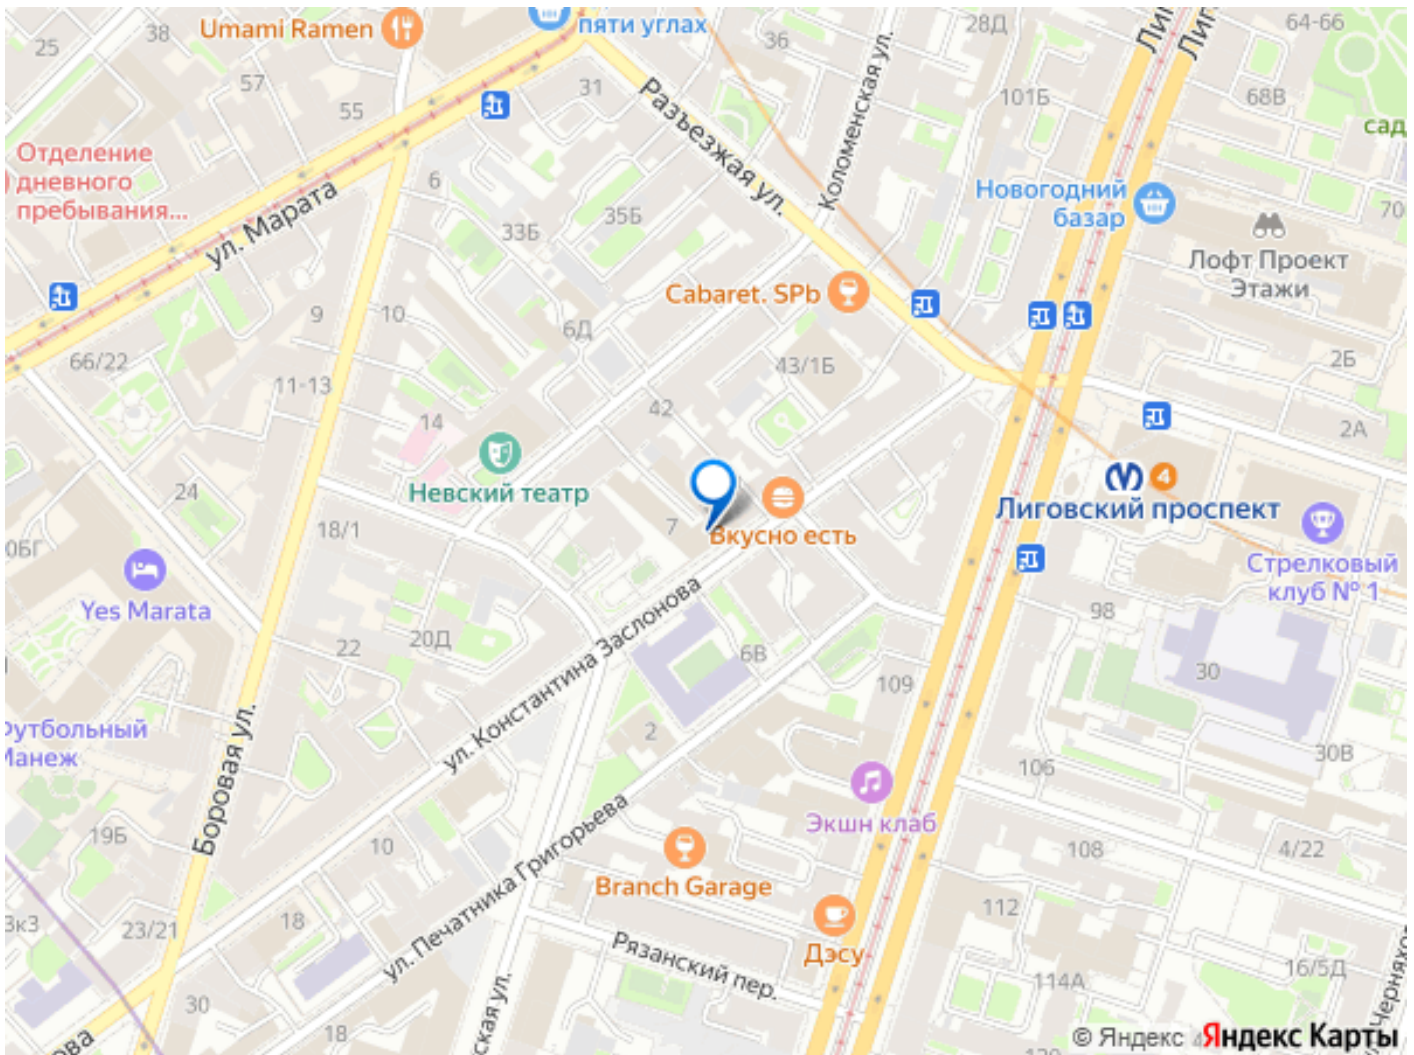 Umami Ramen
пяти углах
25
38
57
55
31
36
28Д
64-66
101Б
68В
сад
Разъезжая ул.
Коломенская ул.
Отделение
дневного
пребывания...
ул. Марата
6
33Б
35Б
Новогодний
базар
70
Лофт Проект
Этажи
Cabaret. SPb
6Д
9
10
66/22
11-13
43/1Б
2Б
42
14
2А
Невский театр
24
4
Лиговский проспект
Вкусно есть
7
18/1
Стрелковый
клуб № 1
Yes Marata
20Д
22
ул. Константина Заслонова
6В
98
30
109
2
Футбольный
Манеж
30В
106
Боровая ул.
Экшн клаб
19Б
10
108
4/22
Branch Garage
ул. Печатника Григорьева
112
18
23/21
3к3
Дэсу
Рязанский пер.
114А
16/5Д
30
18
© Яндекс Яндекс Карты